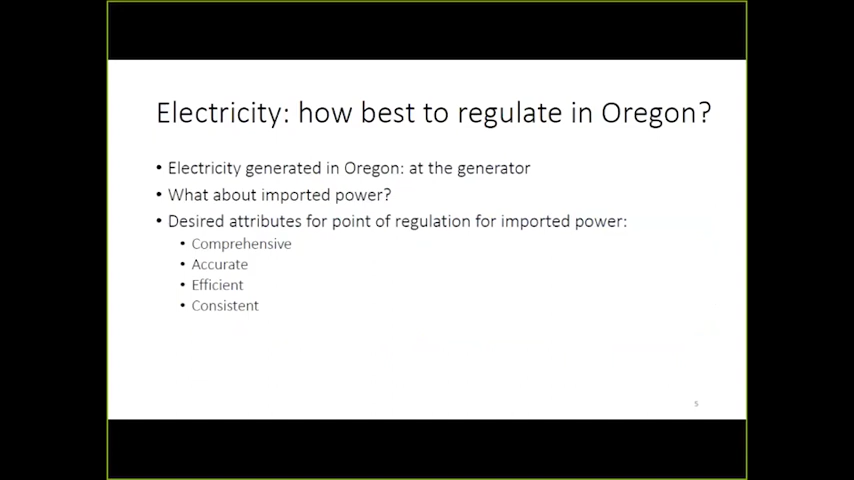 Electricity: how best to regulate in Oregon?
• Electricity generated in Oregon: at the generator
• What about imported power?
• Desired attributes for point of regulation for imported power:
• Comprehensive
• Accurate
• Efficient
• Consistent
5